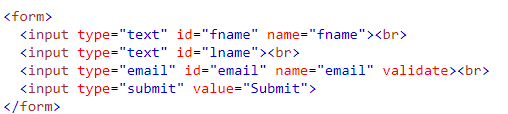 <form>
  <input type="text" id="fname" name="fname"><br>
  <input type="text" id="lname"><br>
  <input type="email" id="email" name="email" validate><br>
  <input type="submit" value="Submit">
</form>